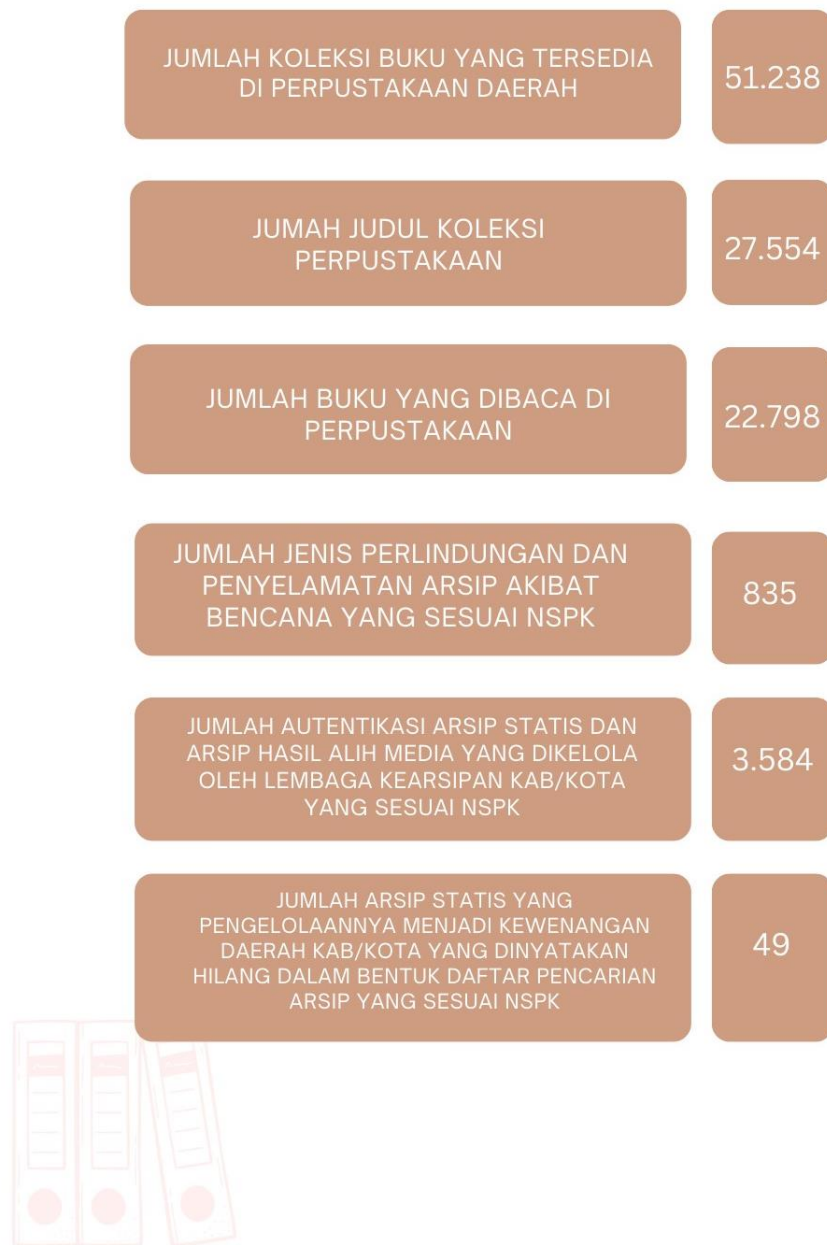 JUMLAH KOLEKSI BUKU YANG TERSEDIA
DI PERPUSTAKAAN DAERAH
51.238
JUMAH JUDUL KOLEKSI
PERPUSTAKAAN
27.554
JUMLAH BUKU YANG DIBACA DI
PERPUSTAKAAN
22.798
JUMLAH JENIS PERLINDUNGAN DAN
PENYELAMATAN ARSIP AKIBAT
BENCANA YANG SESUAI NSPK
835
JUMLAH AUTENTIKASI ARSIP STATIS DAN
ARSIP HASIL ALIH MEDIA YANG DIKELOLA
OLEH LEMBAGA KEARSIPAN KAB/KOTA
YANG SESUAI NSPK
3.584
JUMLAH ARSIP STATIS YANG
PENGELOLAANNYA MENJADI KEWENANGAN
DAERAH KAB/KOTA YANG DINYATAKAN
HILANG DALAM BENTUK DAFTAR PENCARIAN
ARSIP YANG SESUAI NSPK
49